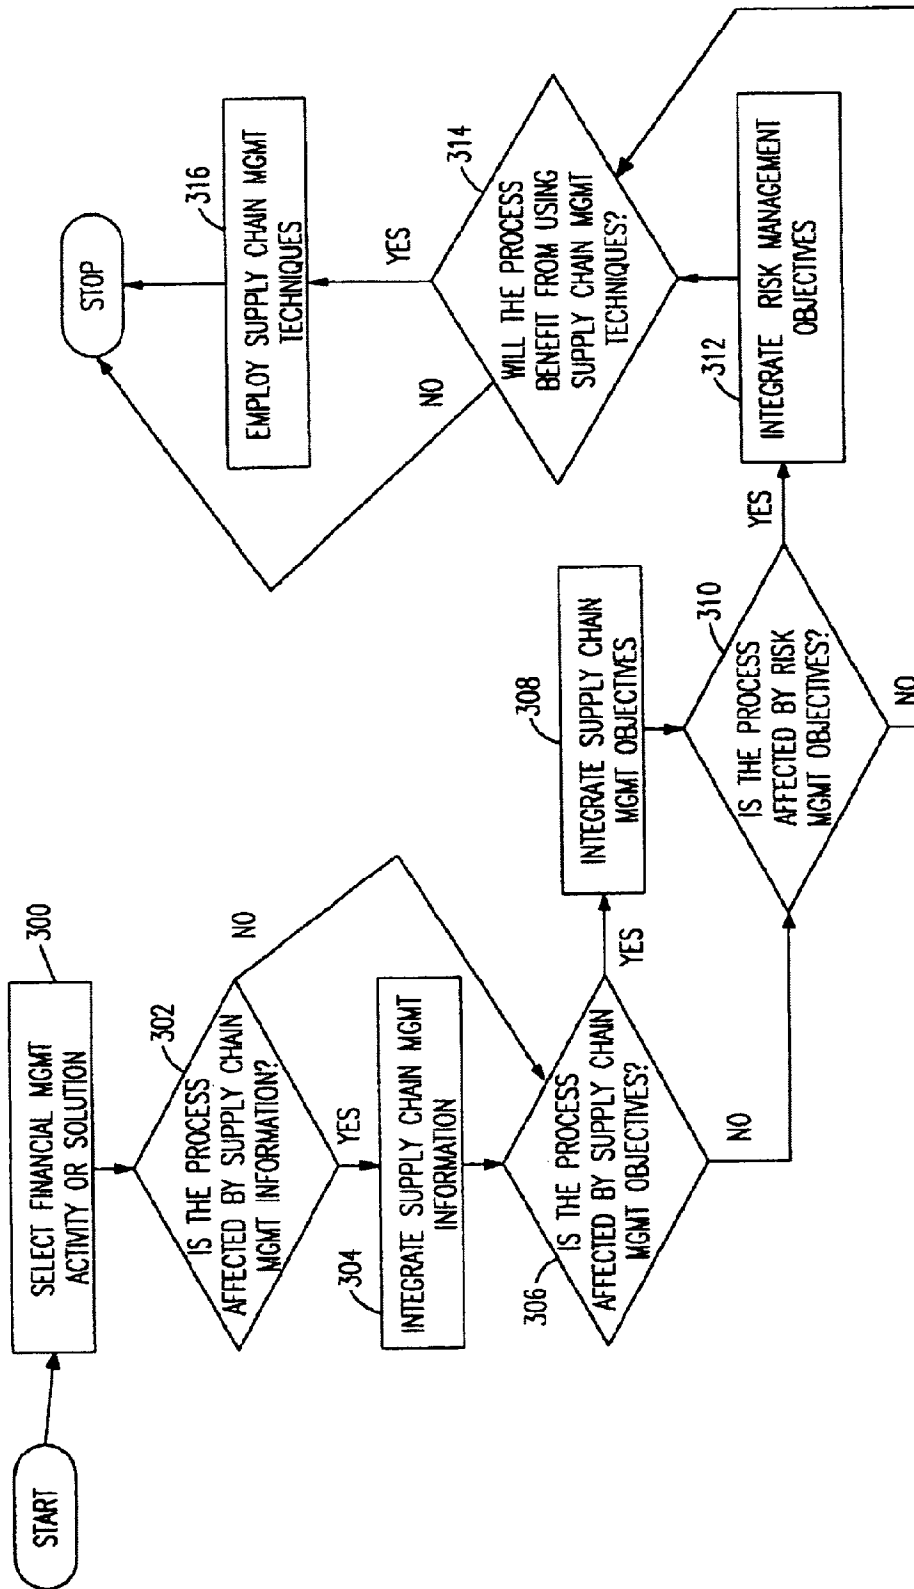 START
SELECT FINANCIAL MGMT
ACTIVITY OR SOLUTION
300
IS THE PROCESS
AFFECTED BY SUPPLY CHAIN
MGMT INFORMATION?
302
NO
YES
INTEGRATE SUPPLY CHAIN MGMT
INFORMATION
304
IS THE PROCESS
AFFECTED BY SUPPLY CHAIN
MGMT OBJECTIVES?
306
YES
NO
INTEGRATE SUPPLY CHAIN
MGMT OBJECTIVES
308
IS THE PROCESS
AFFECTED BY RISK
MGMT OBJECTIVES?
310
YES
NO
INTEGRATE RISK MANAGEMENT
OBJECTIVES
312
WILL THE PROCESS
BENEFIT FROM USING
SUPPLY CHAIN MGMT
TECHNIQUES?
314
YES
NO
EMPLOY SUPPLY CHAIN MGMT
TECHNIQUES
316
STOP